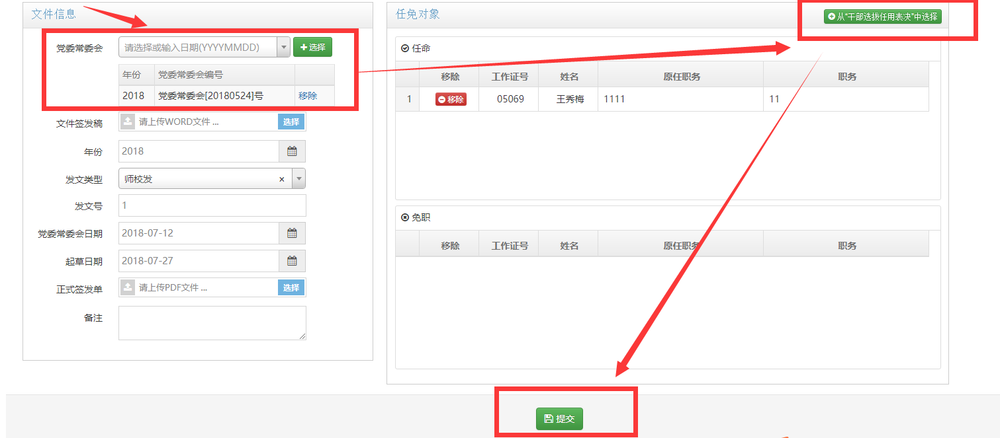 文件信息
党委常委会
请选择或输入日期(YYYYMMDD)
选择
年份 党委常委会编号
2018 党委常委会[20180524]号 移除
文件签发稿 请上传WORD文件 ... 选择
年份 2018
发文类型 师校发 ×
发文号 1
党委常委会日期 2018-07-12
起草日期 2018-07-27
正式签发单 请上传PDF文件 ... 选择
备注
任免对象
从"干部选拔任用表决"中选择
任命
移除 工作证号 姓名 原任职务 职务
1 移除 05069 王秀梅 1111 11
免职
移除 工作证号 姓名 原任职务 职务
提交